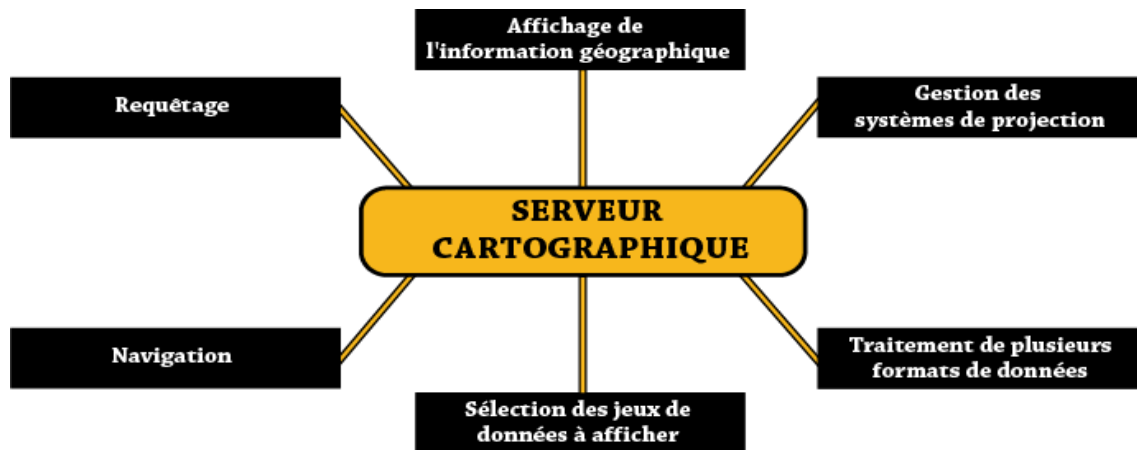 Affichage de
l'information géographique
Requêtage
Gestion des
systèmes de projection
SERVEUR
CARTOGRAPHIQUE
Navigation
Traitement de plusieurs
formats de données
Sélection des jeux de
données à afficher